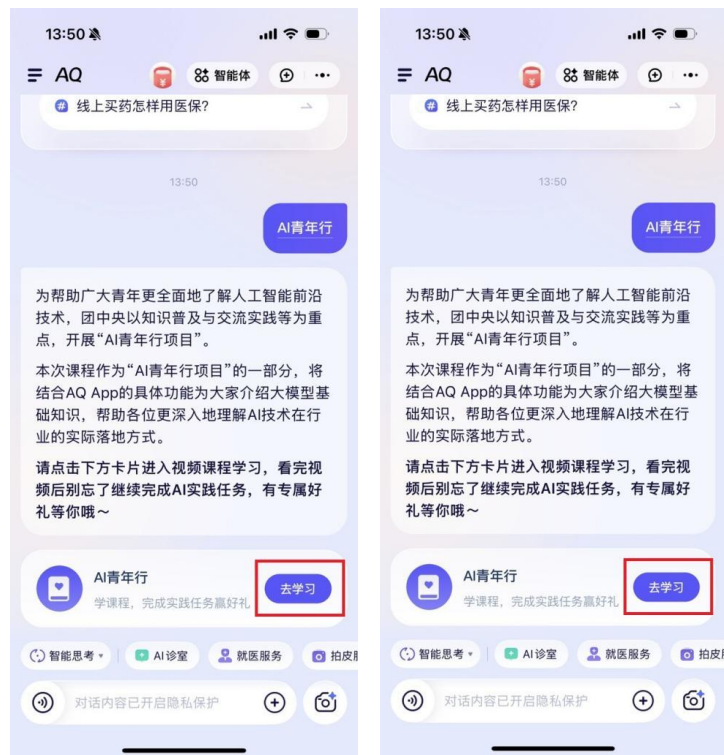 13:50
AQ
智能体
线上买药怎样用医保?
13:50
AI青年行
为帮助广大青年更全面地了解人工智能前沿
技术，团中央以知识普及与交流实践等为重
点，开展“AI青年行项目”。
本次课程作为“AI青年行项目”的一部分，将
结合AQ App的具体功能为大家介绍大模型基
础知识，帮助各位更深入地理解AI技术在行
业的实际落地方式。
请点击下方卡片进入视频课程学习，看完视
频后别忘了继续完成AI实践任务，有专属好
礼等你哦～
AI青年行
学课程，完成实践任务赢好礼
去学习
智能思考
AI诊室
就医服务
拍皮肤
对话内容已开启隐私保护
13:50
AQ
智能体
线上买药怎样用医保?
13:50
AI青年行
为帮助广大青年更全面地了解人工智能前沿
技术，团中央以知识普及与交流实践等为重
点，开展“AI青年行项目”。
本次课程作为“AI青年行项目”的一部分，将
结合AQ App的具体功能为大家介绍大模型基
础知识，帮助各位更深入地理解AI技术在行
业的实际落地方式。
请点击下方卡片进入视频课程学习，看完视
频后别忘了继续完成AI实践任务，有专属好
礼等你哦～
AI青年行
学课程，完成实践任务赢好礼
去学习
智能思考
AI诊室
就医服务
拍皮
对话内容已开启隐私保护